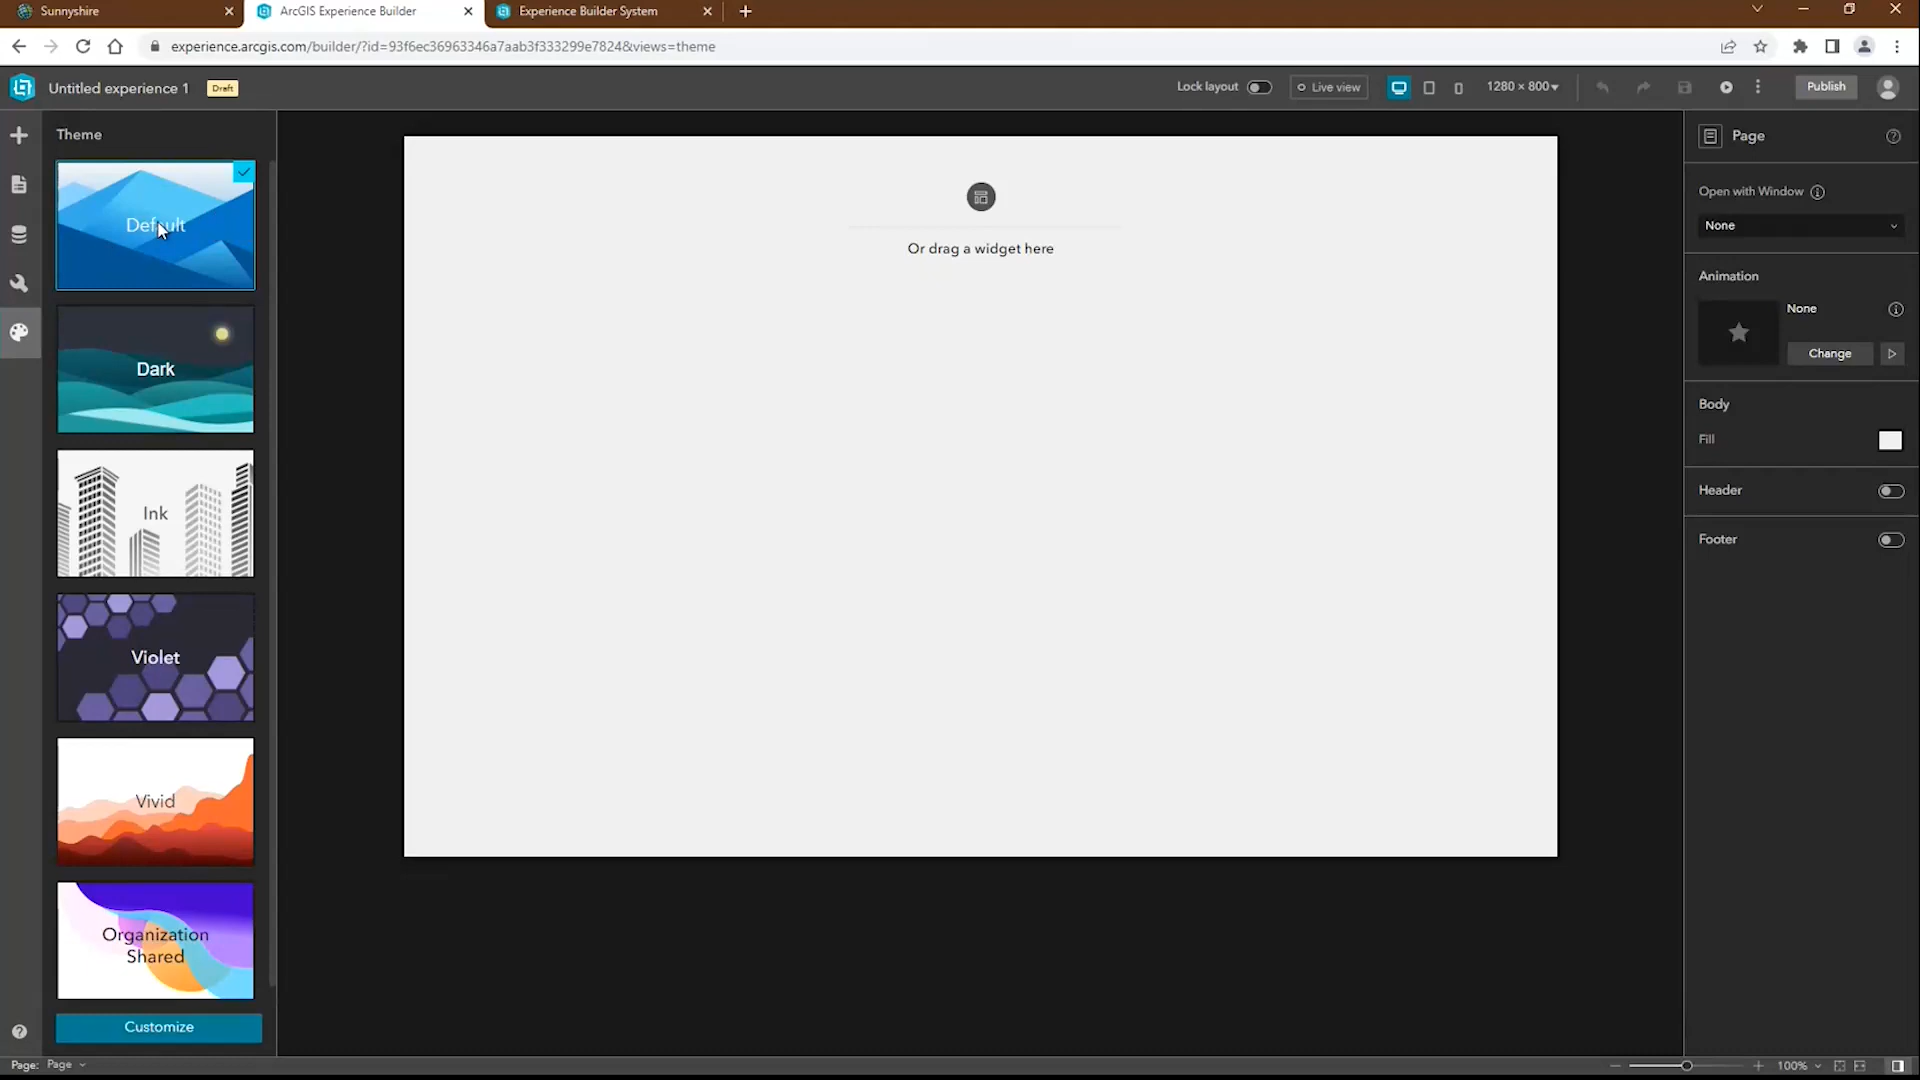 Sunnyshire
ArcGIS Experience Builder
Experience Builder System
experience.arcgis.com/builder/?id=93f6ec36963346a7aab3f333299e7824&views=theme
Untitled experience 1
Draft
Lock layout
Live view
1280 × 800
Publish
Theme
Default
Dark
Ink
Violet
Vivid
Organization
Shared
Customize
Or drag a widget here
Page
Open with Window
None
Animation
None
Change
Body
Fill
Header
Footer
Page: Page
100%